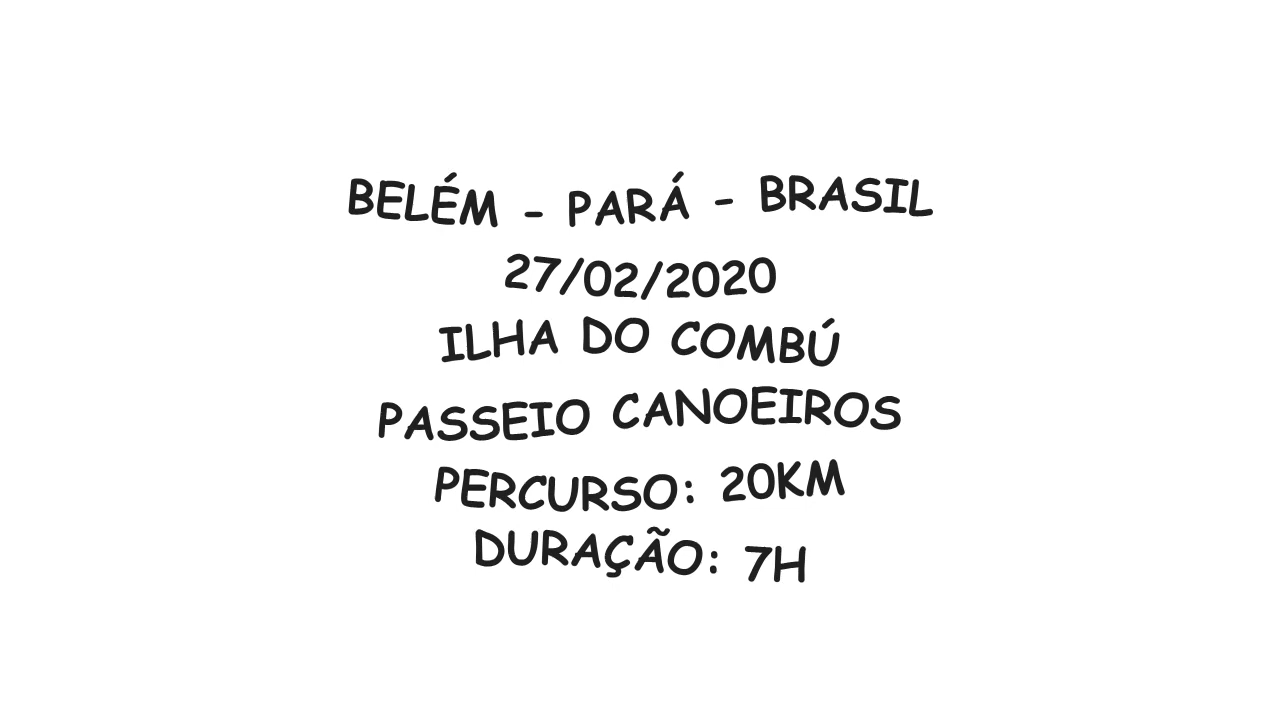 BELÉM - PARÁ - BRASIL
27/02/2020
ILHA DO COMBÚ
PASSEIO CANOEIROS
PERCURSO: 20KM
DURAÇÃO: 7H